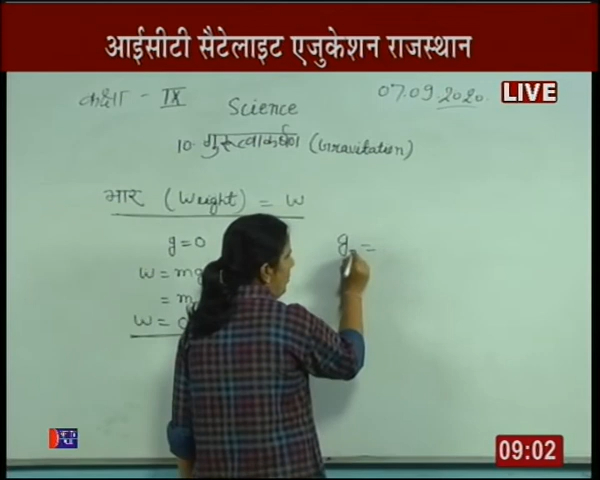 आईसीटी सैटेलाइट एजुकेशन राजस्थान
कक्षा - IX
07.09.2020.
LIVE
Science
10. गुरुत्वाकर्षण (Gravitation)
भार (Weight) = W
g = 0
g =
W = mg
= m
W = 0
09:02